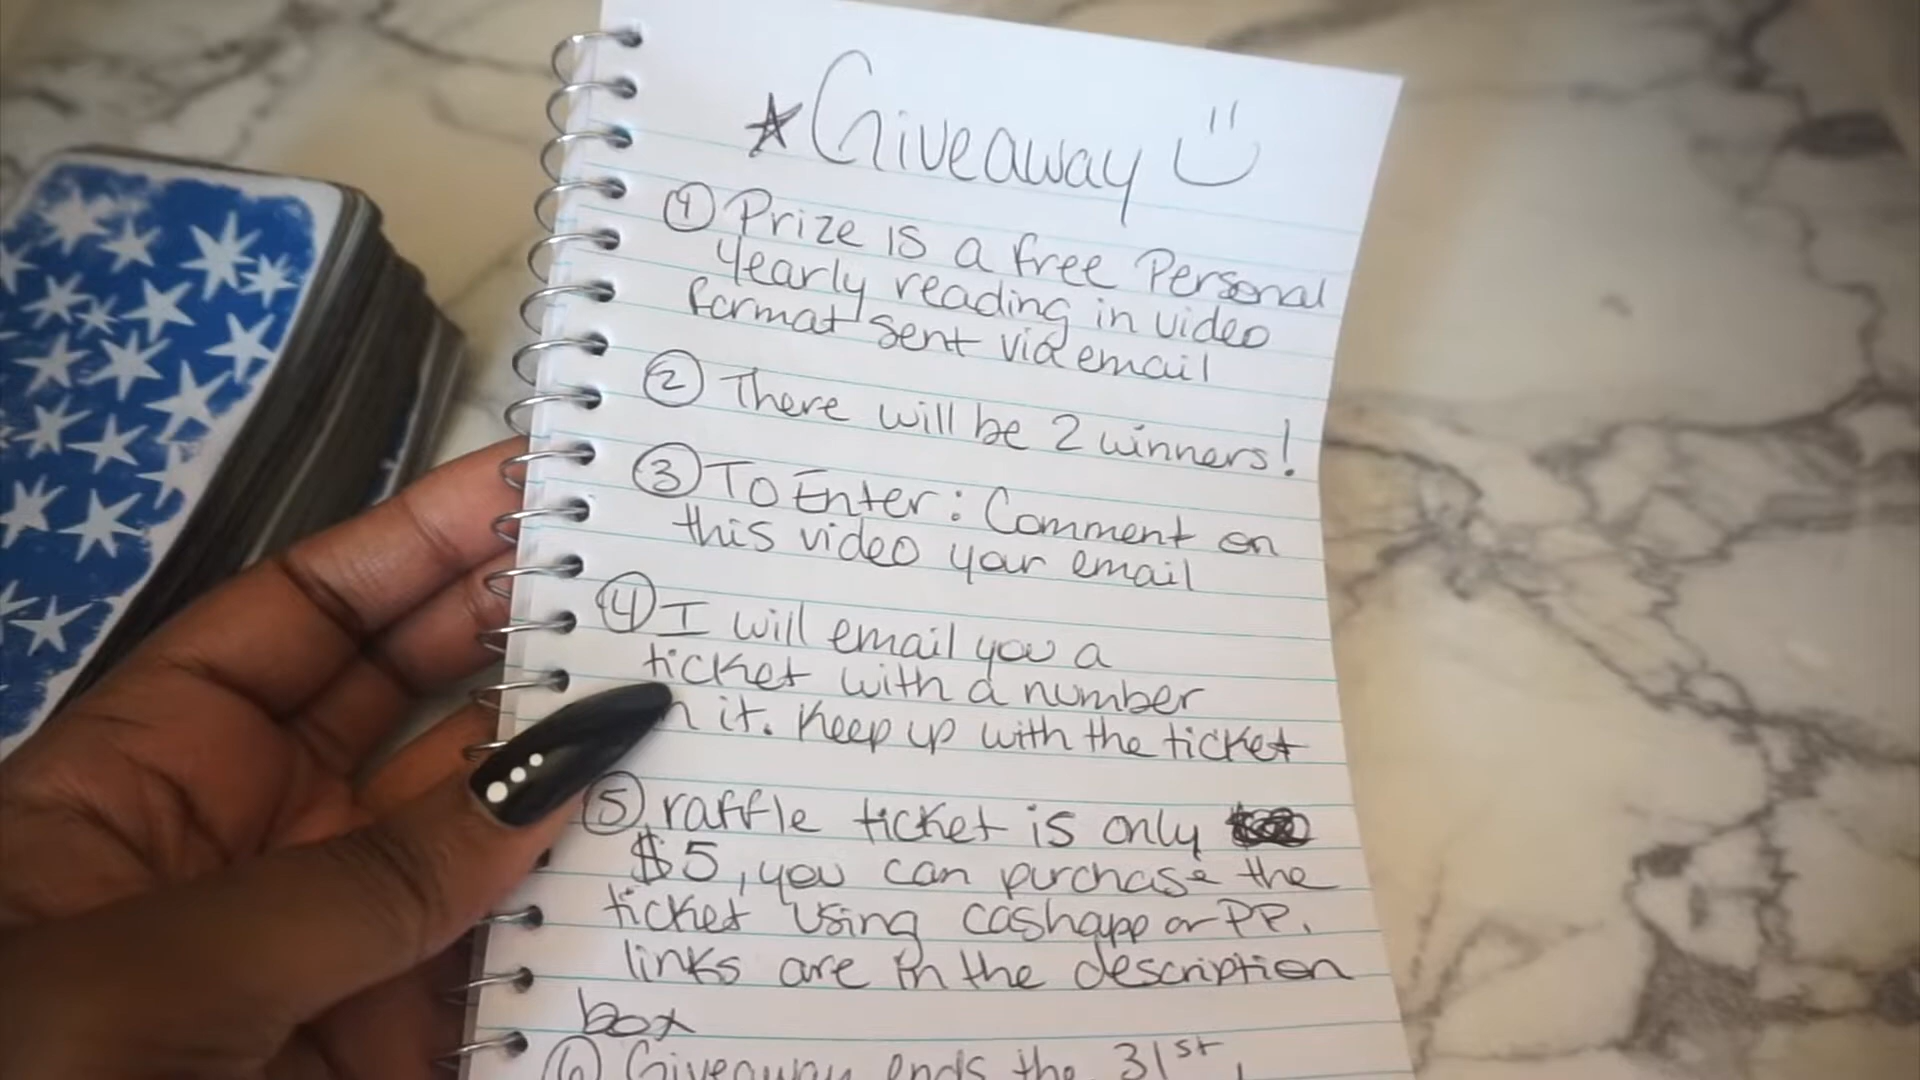 ☆ Giveaway
① Prize is a free Personal
Yearly reading in video
format sent via email
② There will be 2 winners!
③ To Enter: Comment on
this video your email
④ I will email you a
ticket with a number
it. Keep up with the ticket
⑤ raffle ticket is only
$5, you can purchase the
ticket using cashapp or PP.
links are in the description
box
⑥ Giveaway ends the 31st,